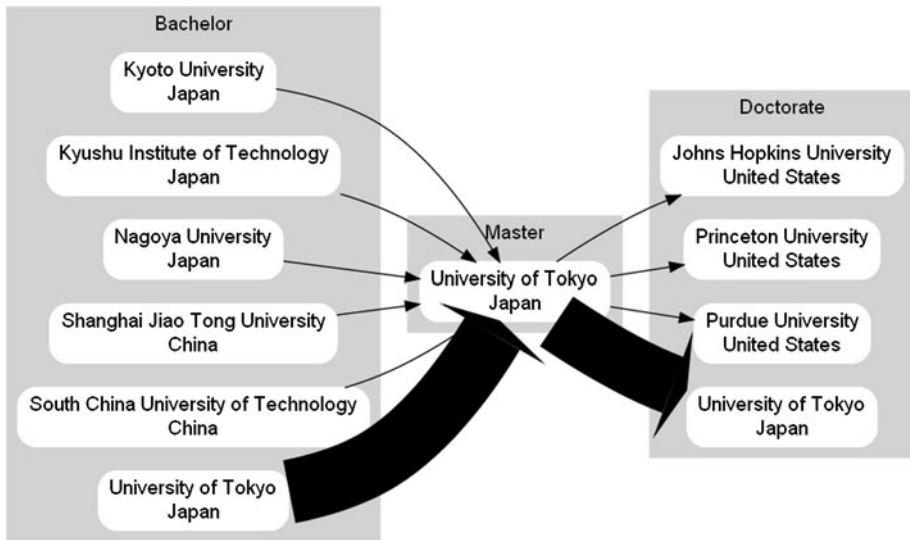 Bachelor
Kyoto University
Japan
Kyushu Institute of Technology
Japan
Nagoya University
Japan
Shanghai Jiao Tong University
China
South China University of Technology
China
University of Tokyo
Japan
Master
University of Tokyo
Japan
Doctorate
Johns Hopkins University
United States
Princeton University
United States
Purdue University
United States
University of Tokyo
Japan